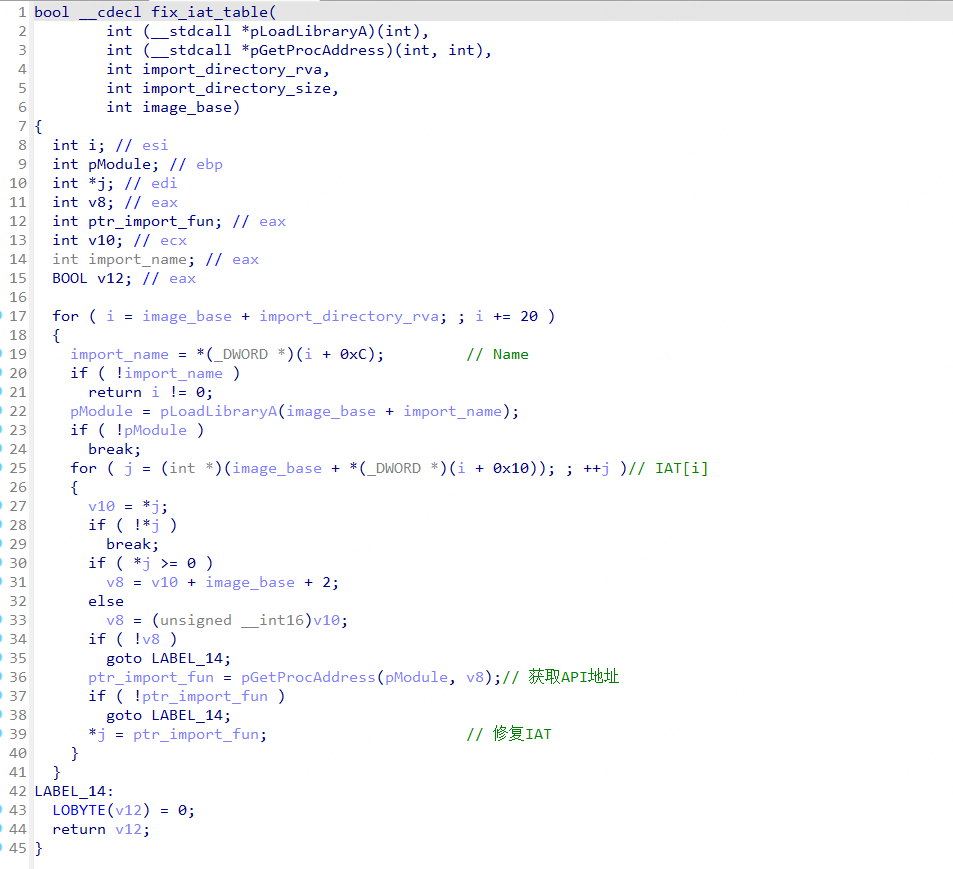 1 bool __cdecl fix_iat_table(
2 int (__stdcall *pLoadLibraryA)(int),
3 int (__stdcall *pGetProcAddress)(int, int),
4 int import_directory_rva,
5 int import_directory_size,
6 int image_base)
7 {
8 int i; // esi
9 int pModule; // ebp
10 int *j; // edi
11 int v8; // eax
12 int ptr_import_fun; // eax
13 int v10; // ecx
14 int import_name; // eax
15 BOOL v12; // eax
16
17 for ( i = image_base + import_directory_rva; ; i += 20 )
18 {
19 import_name = *(_DWORD *)(i + 0xC); // Name
20 if ( !import_name )
21 return i != 0;
22 pModule = pLoadLibraryA(image_base + import_name);
23 if ( !pModule )
24 break;
25 for ( j = (int *)(image_base + *(_DWORD *)(i + 0x10)); ; ++j )// IAT[i]
26 {
27 v10 = *j;
28 if ( !*j )
29 break;
30 if ( *j >= 0 )
31 v8 = v10 + image_base + 2;
32 else
33 v8 = (unsigned __int16)v10;
34 if ( !v8 )
35 goto LABEL_14;
36 ptr_import_fun = pGetProcAddress(pModule, v8);// 获取API地址
37 if ( !ptr_import_fun )
38 goto LABEL_14;
39 *j = ptr_import_fun; // 修复IAT
40 }
41 }
42 LABEL_14:
43 LOBYTE(v12) = 0;
44 return v12;
45 }